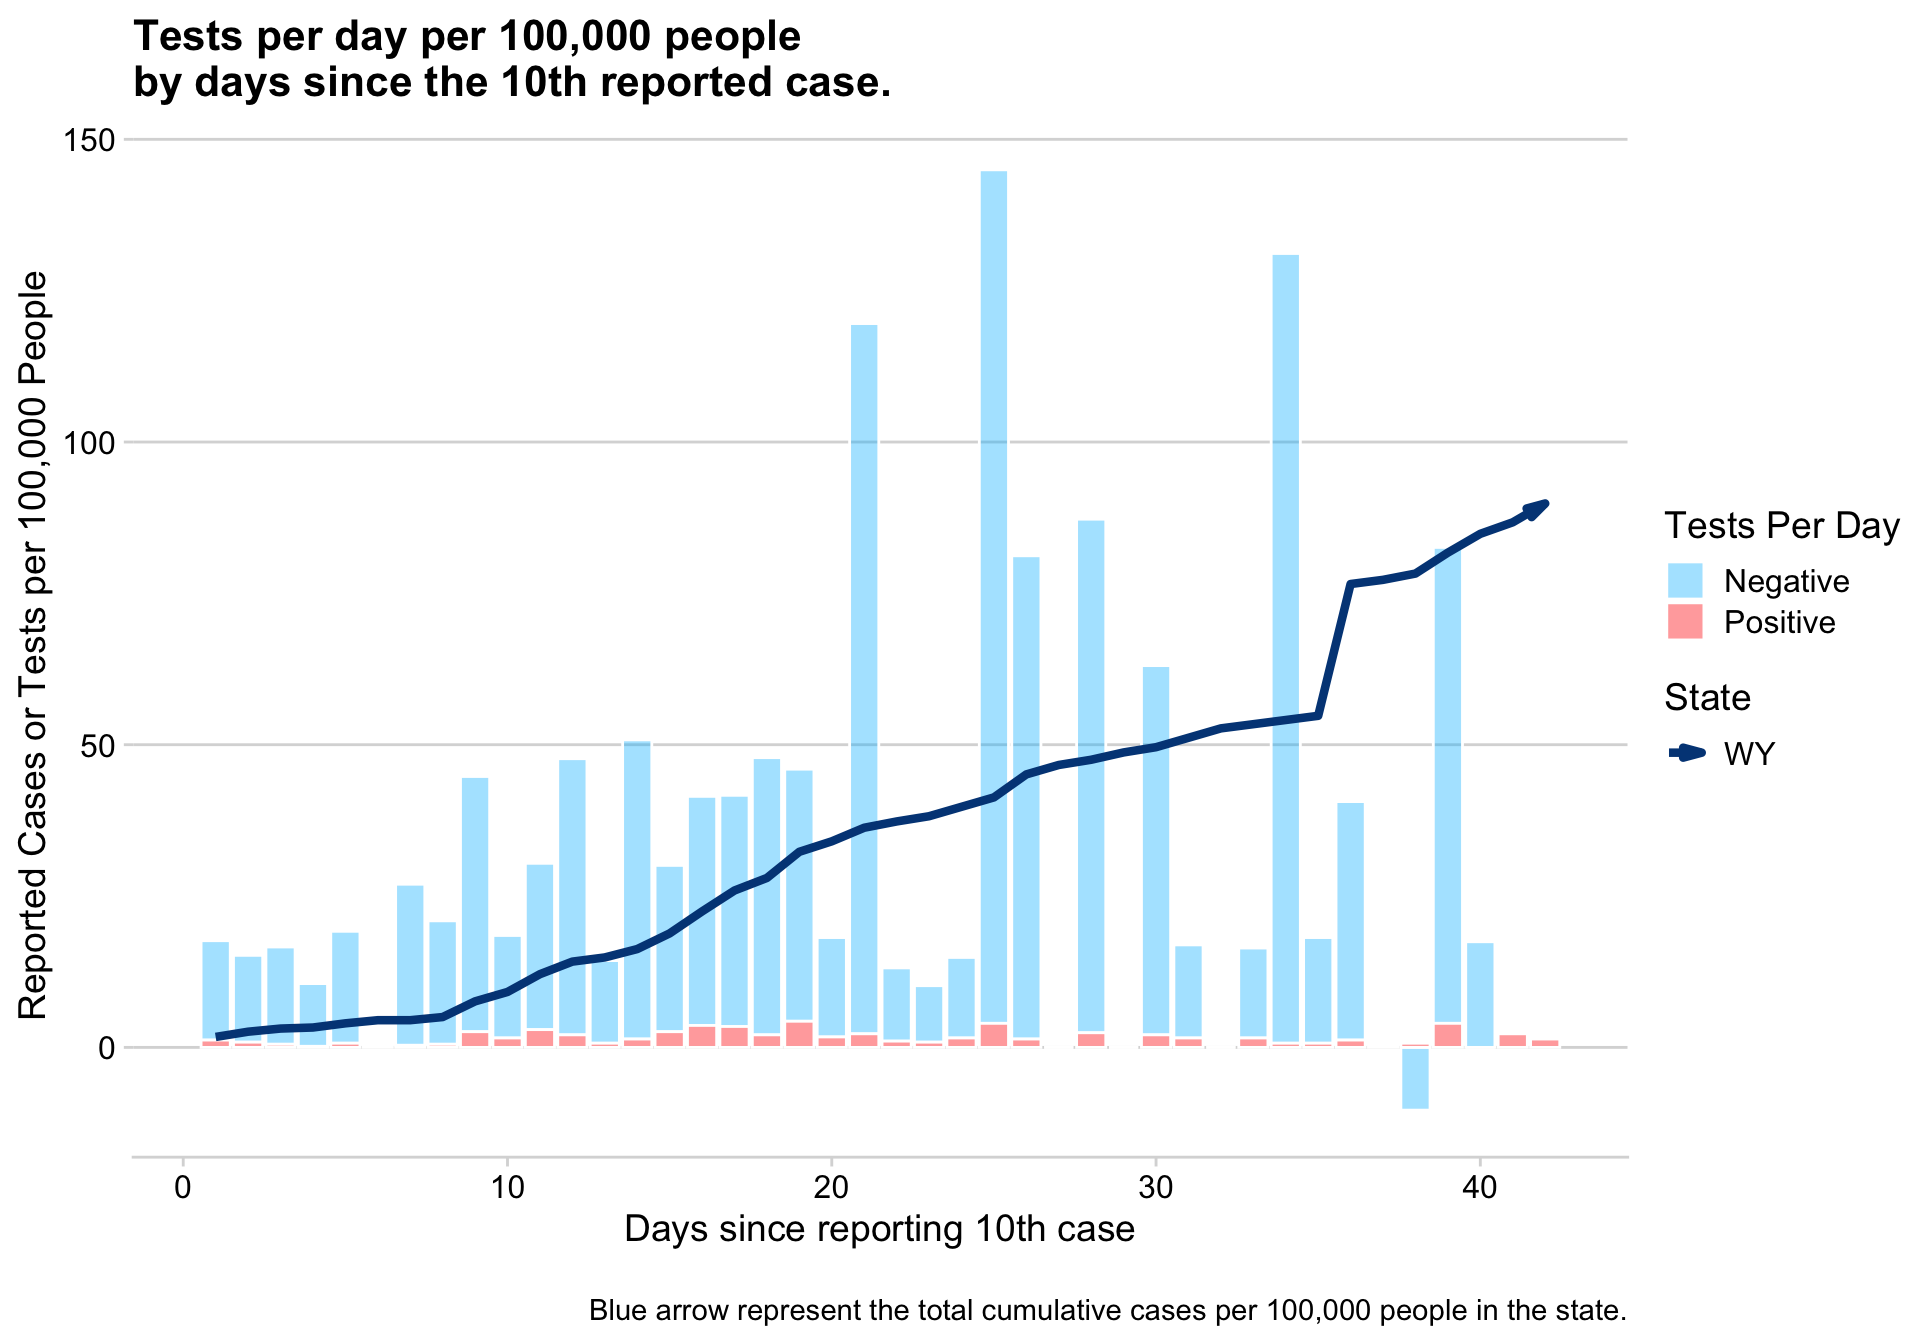 Tests per day per 100,000 people
by days since the 10th reported case.
Reported Cases or Tests per 100,000 People
150
100
50
0
0
10
20
30
40
Days since reporting 10th case
Tests Per Day
Negative
Positive
State
WY
Blue arrow represent the total cumulative cases per 100,000 people in the state.